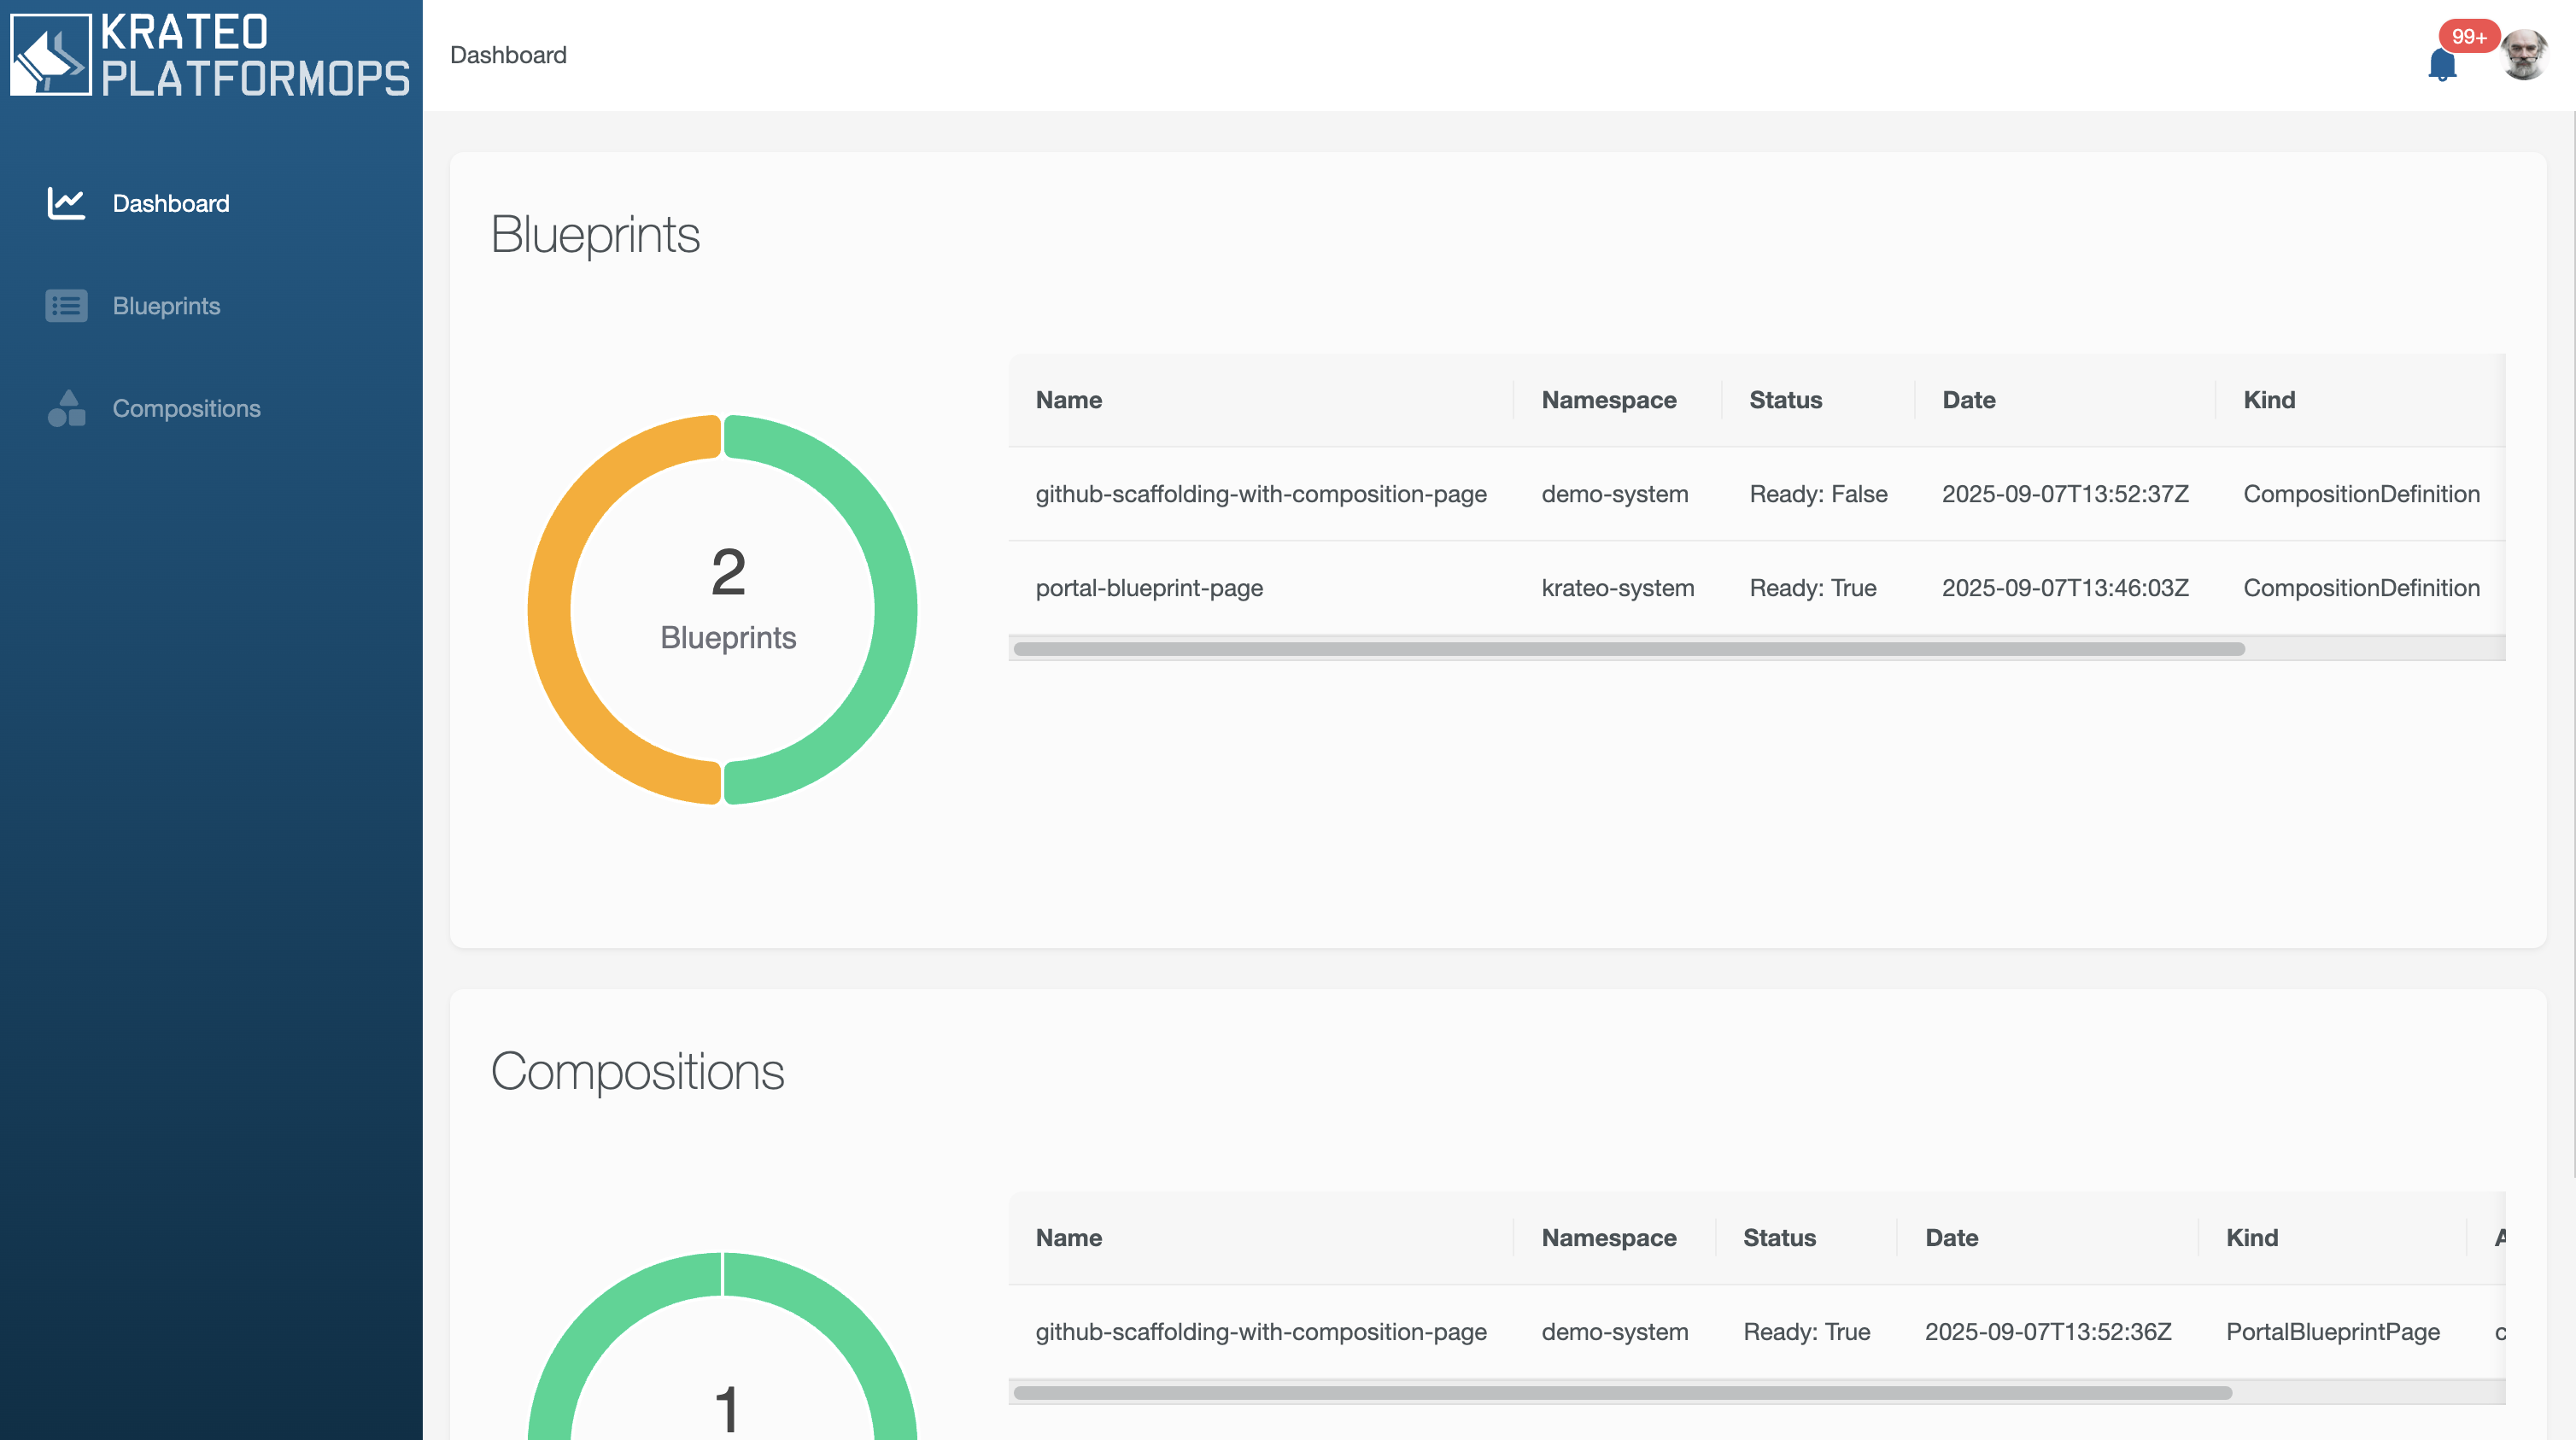 KRATEO
PLATFORMOPS
Dashboard
99+
Dashboard
Blueprints
Compositions
Blueprints
2
Blueprints
Name Namespace Status Date Kind
github-scaffolding-with-composition-page demo-system Ready: False 2025-09-07T13:52:37Z CompositionDefinition
portal-blueprint-page krateo-system Ready: True 2025-09-07T13:46:03Z CompositionDefinition
Compositions
1
Name Namespace Status Date Kind
github-scaffolding-with-composition-page demo-system Ready: True 2025-09-07T13:52:36Z PortalBlueprintPage